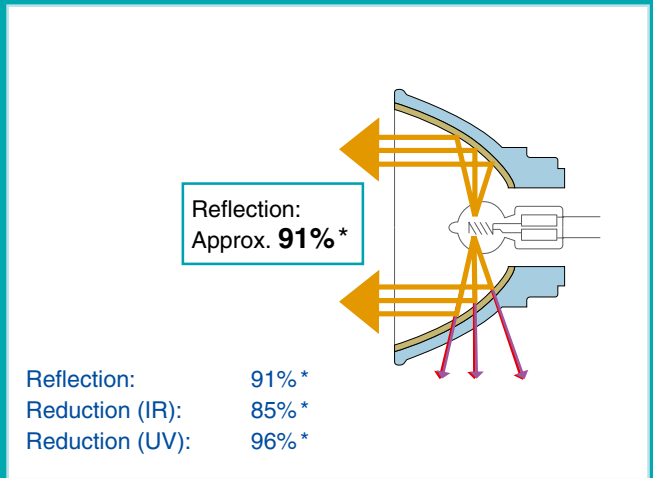 Reflection:
Approx. 91%*
Reflection: 91%*
Reduction (IR): 85%*
Reduction (UV): 96%*